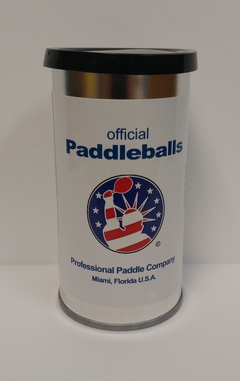 official
Paddleballs
®
Professional Paddle Company
Miami, Florida U.S.A.